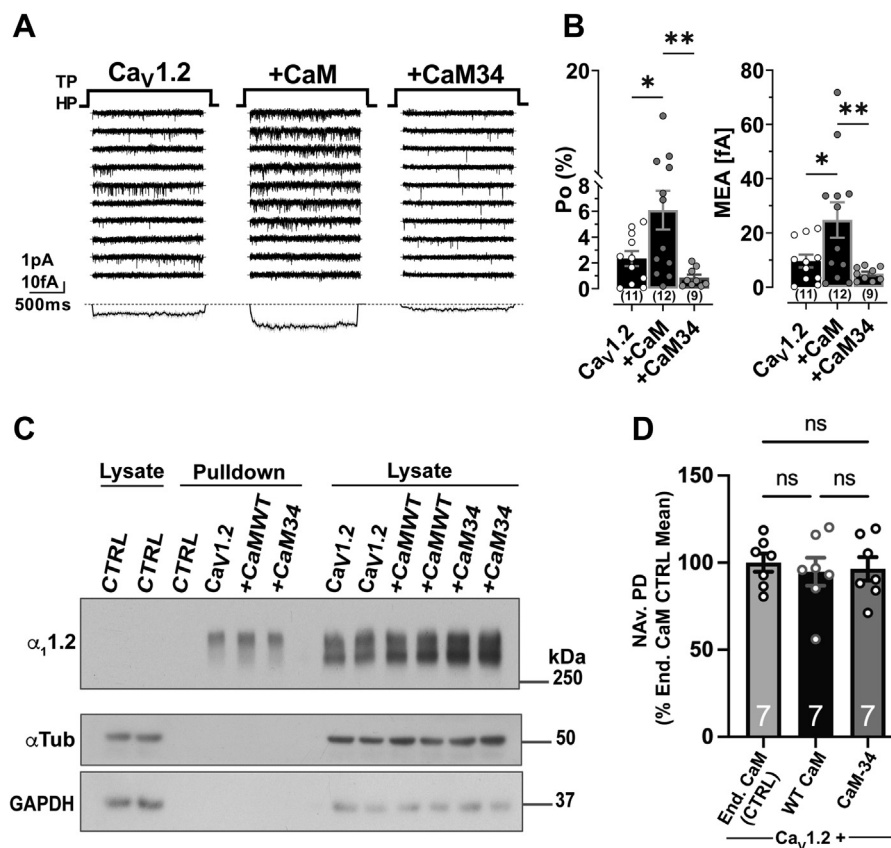 A
CaV1.2 +CaM +CaM34
TP
HP
1pA
10fA
500ms
B
Po (%)
20
8
6
4
2
0
* **
(11) (12) (9)
CaV1.2
+CaM
+CaM34
MEA [fA]
80
60
40
20
0
* **
(11) (12) (9)
CaV1.2
+CaM
+CaM34
C
Lysate Pulldown Lysate
CTRL
CTRL
CTRL
CaV1.2
+CaMWT
+CaM34
CaV1.2
CaV1.2
+CaMWT
+CaMWT
+CaM34
+CaM34
α11.2
kDa
250
αTub
50
GAPDH
37
D
ns
ns ns
NAv. PD
(% End. CaM CTRL Mean)
150
100
50
0
7 7 7
End. CaM
(CTRL)
WT CaM
CaM-34
CaV1.2 +